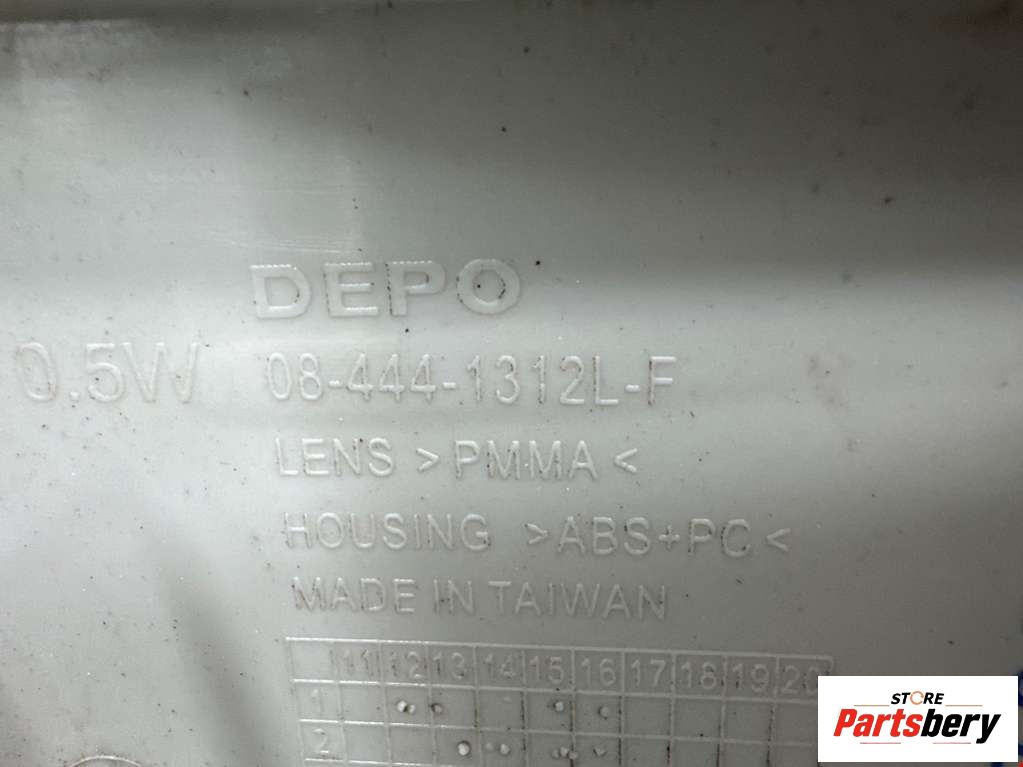 DEPO
0.5W 08-444-1312L-F
LENS >PMMA<
HOUSING >ABS+PC<
MADE IN TAIWAN
11 12 13 14 15 16 17 18 19 20
1
2
STORE
Partsbery